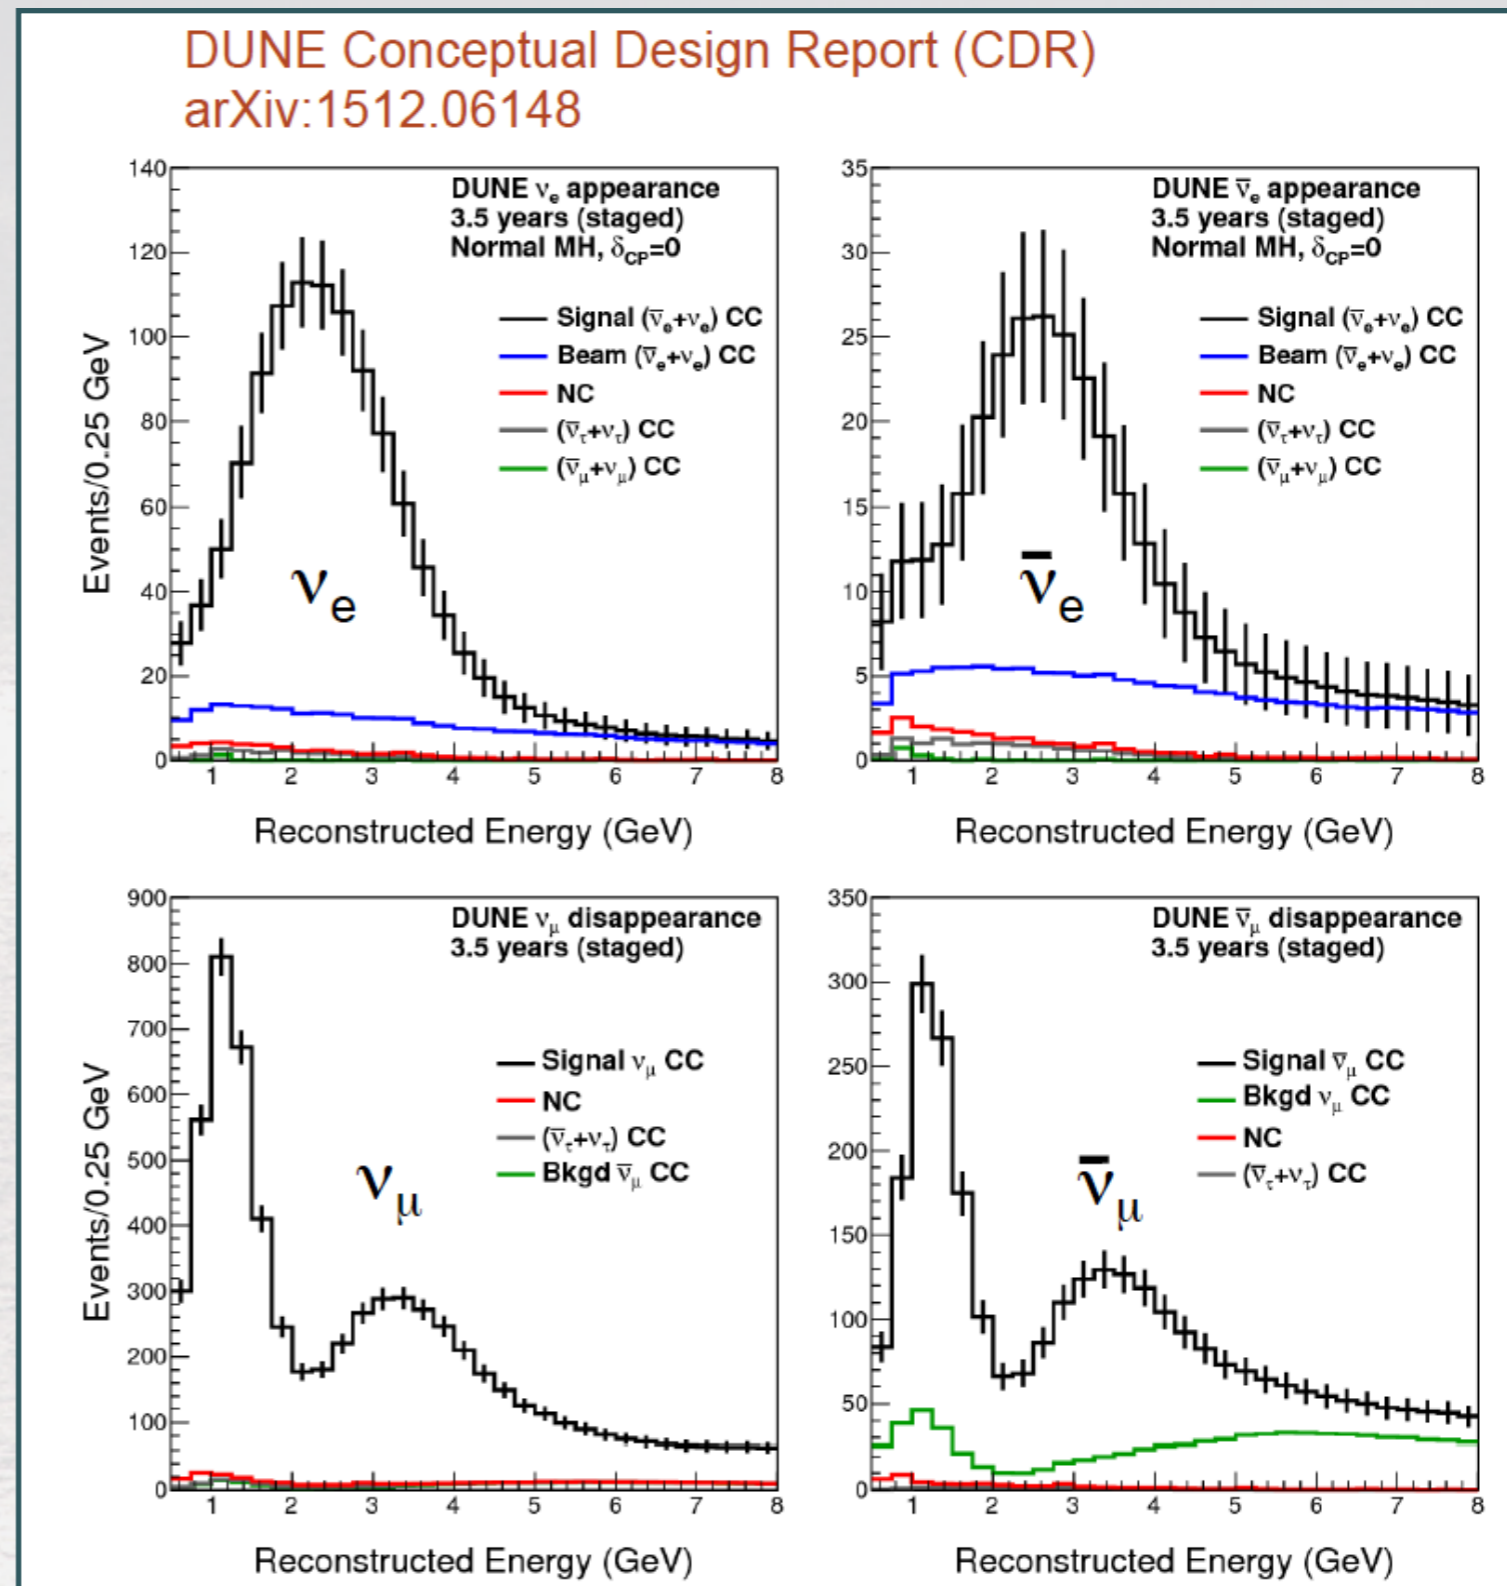 DUNE Conceptual Design Report (CDR)
arXiv:1512.06148
DUNE νe appearance
3.5 years (staged)
Normal MH, δCP=0
Signal (ν̅e+νe) CC
Beam (ν̅e+νe) CC
NC
(ν̅τ+ντ) CC
(ν̅μ+νμ) CC
νe
Events/0.25 GeV
140
120
100
80
60
40
20
0
1 2 3 4 5 6 7 8
Reconstructed Energy (GeV)
DUNE ν̅e appearance
3.5 years (staged)
Normal MH, δCP=0
Signal (ν̅e+νe) CC
Beam (ν̅e+νe) CC
NC
(ν̅τ+ντ) CC
(ν̅μ+νμ) CC
ν̅e
35
30
25
20
15
10
5
0
1 2 3 4 5 6 7 8
Reconstructed Energy (GeV)
DUNE νμ disappearance
3.5 years (staged)
Signal νμ CC
NC
(ν̅τ+ντ) CC
Bkgd ν̅μ CC
νμ
Events/0.25 GeV
900
800
700
600
500
400
300
200
100
0
1 2 3 4 5 6 7 8
Reconstructed Energy (GeV)
DUNE ν̅μ disappearance
3.5 years (staged)
Signal ν̅μ CC
Bkgd νμ CC
NC
(ν̅τ+ντ) CC
ν̅μ
350
300
250
200
150
100
50
0
1 2 3 4 5 6 7 8
Reconstructed Energy (GeV)